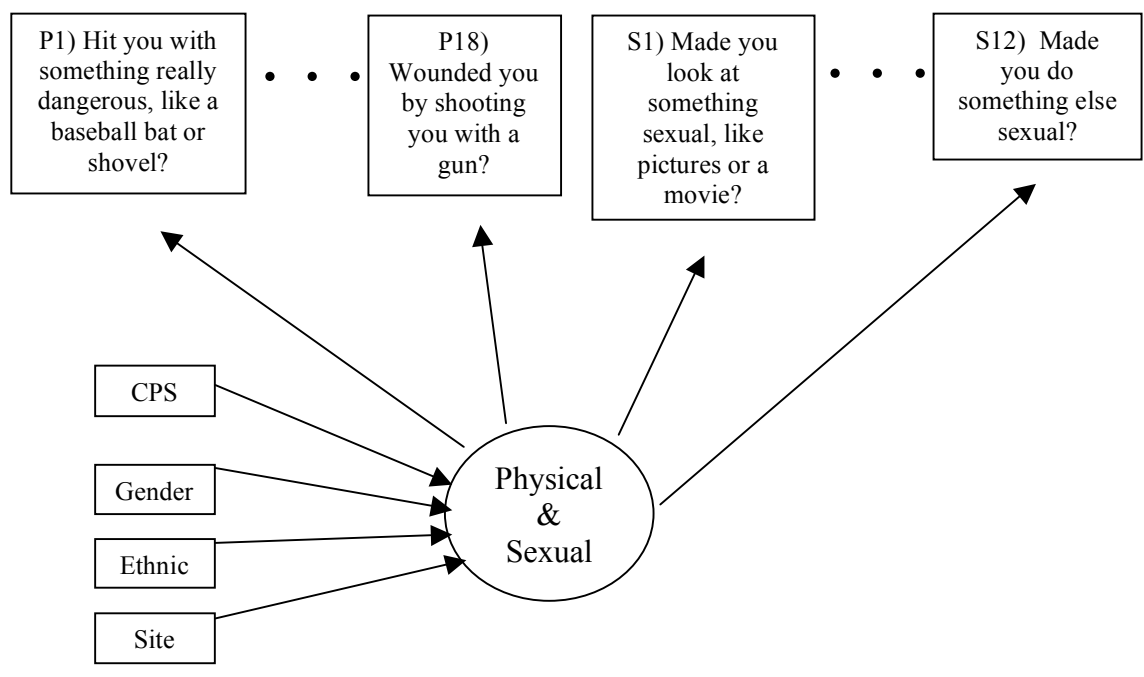 P1) Hit you with
something really
dangerous, like a
baseball bat or
shovel?
P18)
Wounded you
by shooting
you with a
gun?
S1) Made you
look at
something
sexual, like
pictures or a
movie?
S12) Made
you do
something else
sexual?
CPS
Gender
Ethnic
Site
Physical
&
Sexual